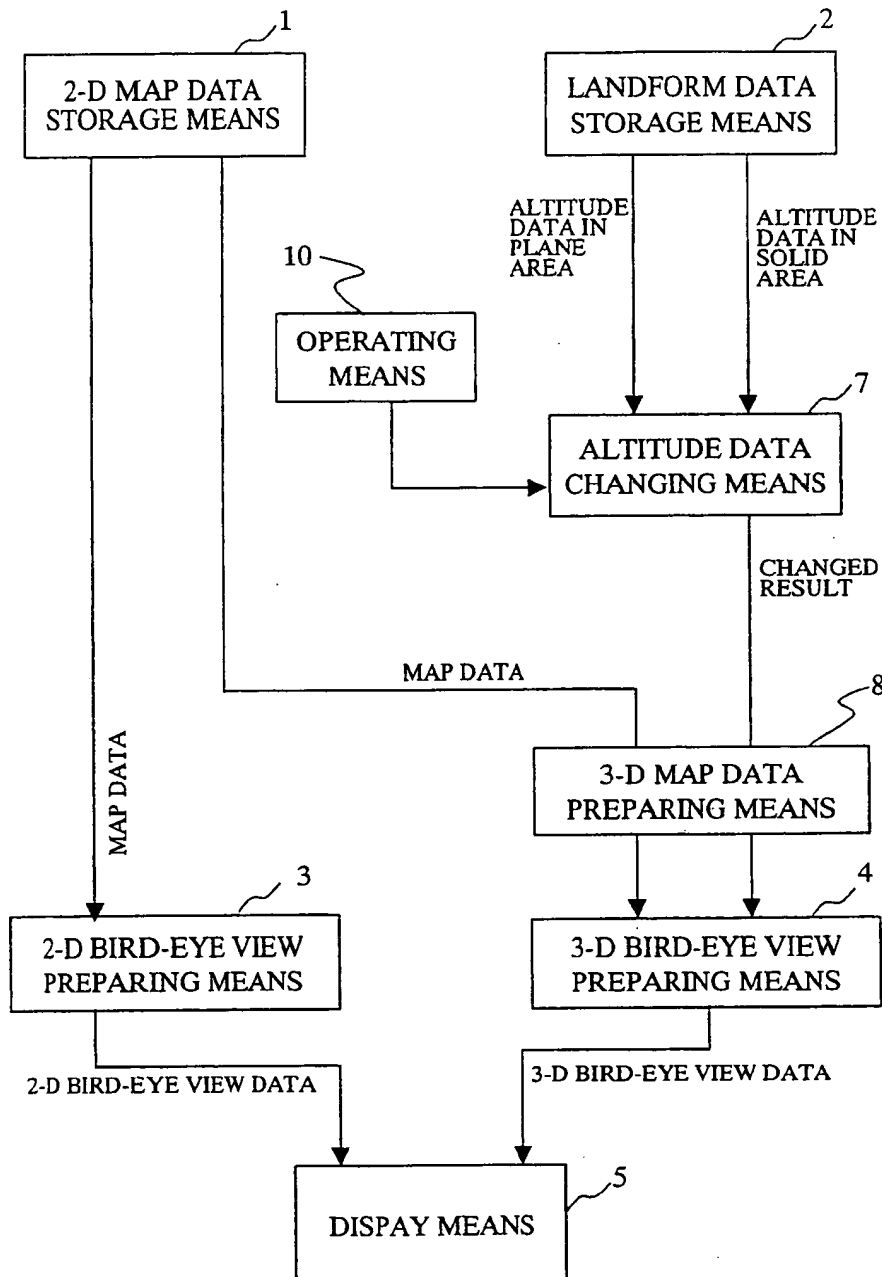 1
2-D MAP DATA
STORAGE MEANS
2
LANDFORM DATA
STORAGE MEANS
ALTITUDE
DATA IN
PLANE
AREA
ALTITUDE
DATA IN
SOLID
AREA
10
OPERATING
MEANS
7
ALTITUDE DATA
CHANGING MEANS
CHANGED
RESULT
MAP DATA
MAP DATA
8
3-D MAP DATA
PREPARING MEANS
3
2-D BIRD-EYE VIEW
PREPARING MEANS
4
3-D BIRD-EYE VIEW
PREPARING MEANS
2-D BIRD-EYE VIEW DATA
3-D BIRD-EYE VIEW DATA
5
DISPAY MEANS